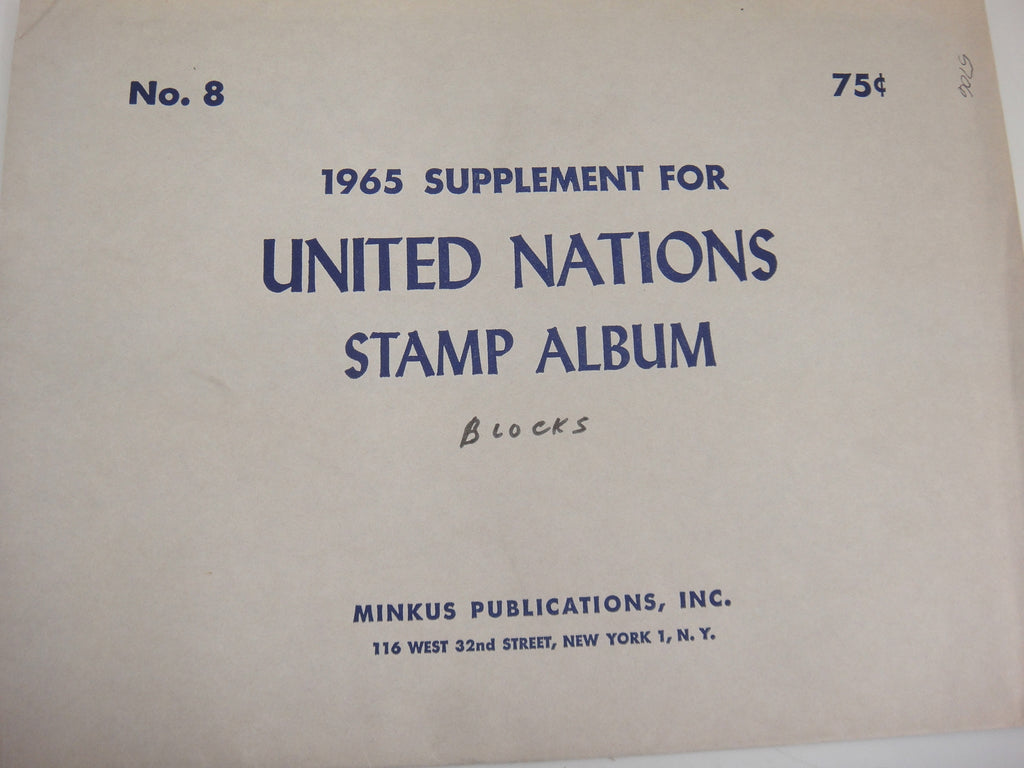 No. 8
75¢
1965 SUPPLEMENT FOR
UNITED NATIONS
STAMP ALBUM
BLOCKS
MINKUS PUBLICATIONS, INC.
116 WEST 32nd STREET, NEW YORK 1, N. Y.